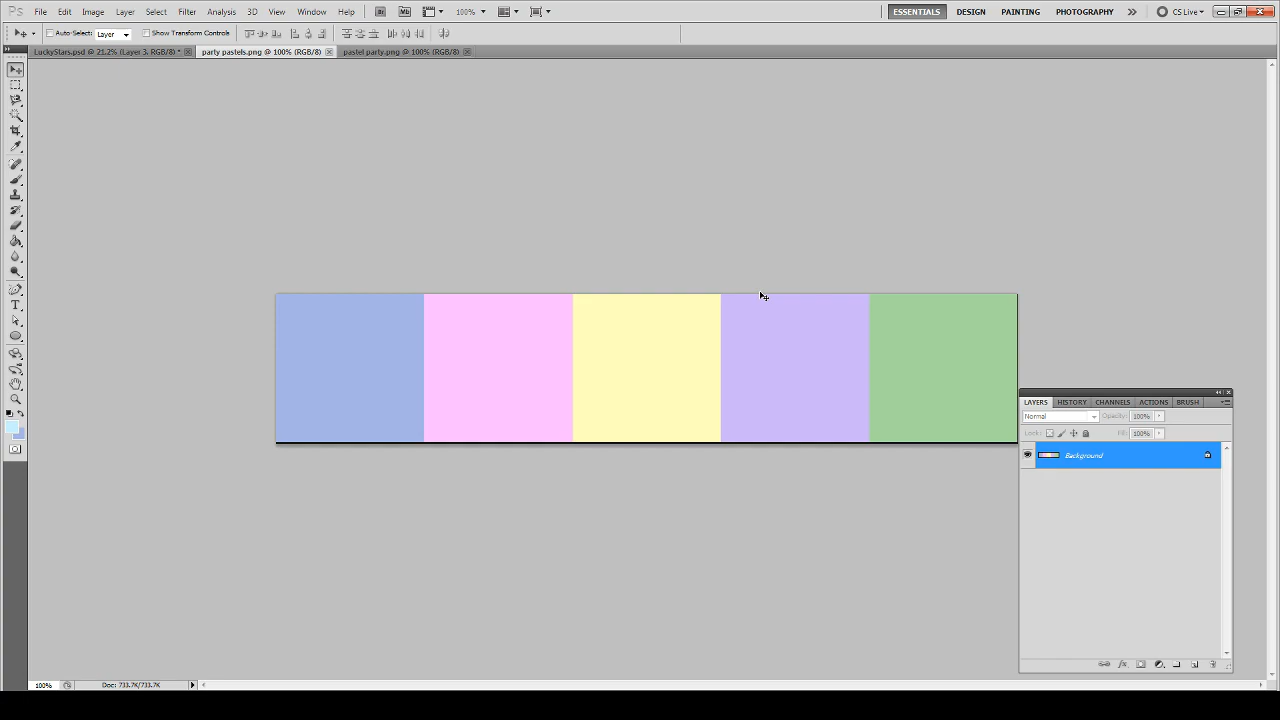 Ps File Edit Image Layer Select Filter Analysis 3D View Window Help Br Mb 100% ESSENTIALS DESIGN PAINTING PHOTOGRAPHY CS Live
Auto-Select: Layer Show Transform Controls
LuckyStars.psd @ 21.2% (Layer 3, RGB/8) * party pastels.png @ 100% (RGB/8) pastel party.png @ 100% (RGB/8)
LAYERS HISTORY CHANNELS ACTIONS BRUSH
Normal Opacity: 100%
Lock: Fill: 100%
Background
100% Doc: 733.7K/733.7K